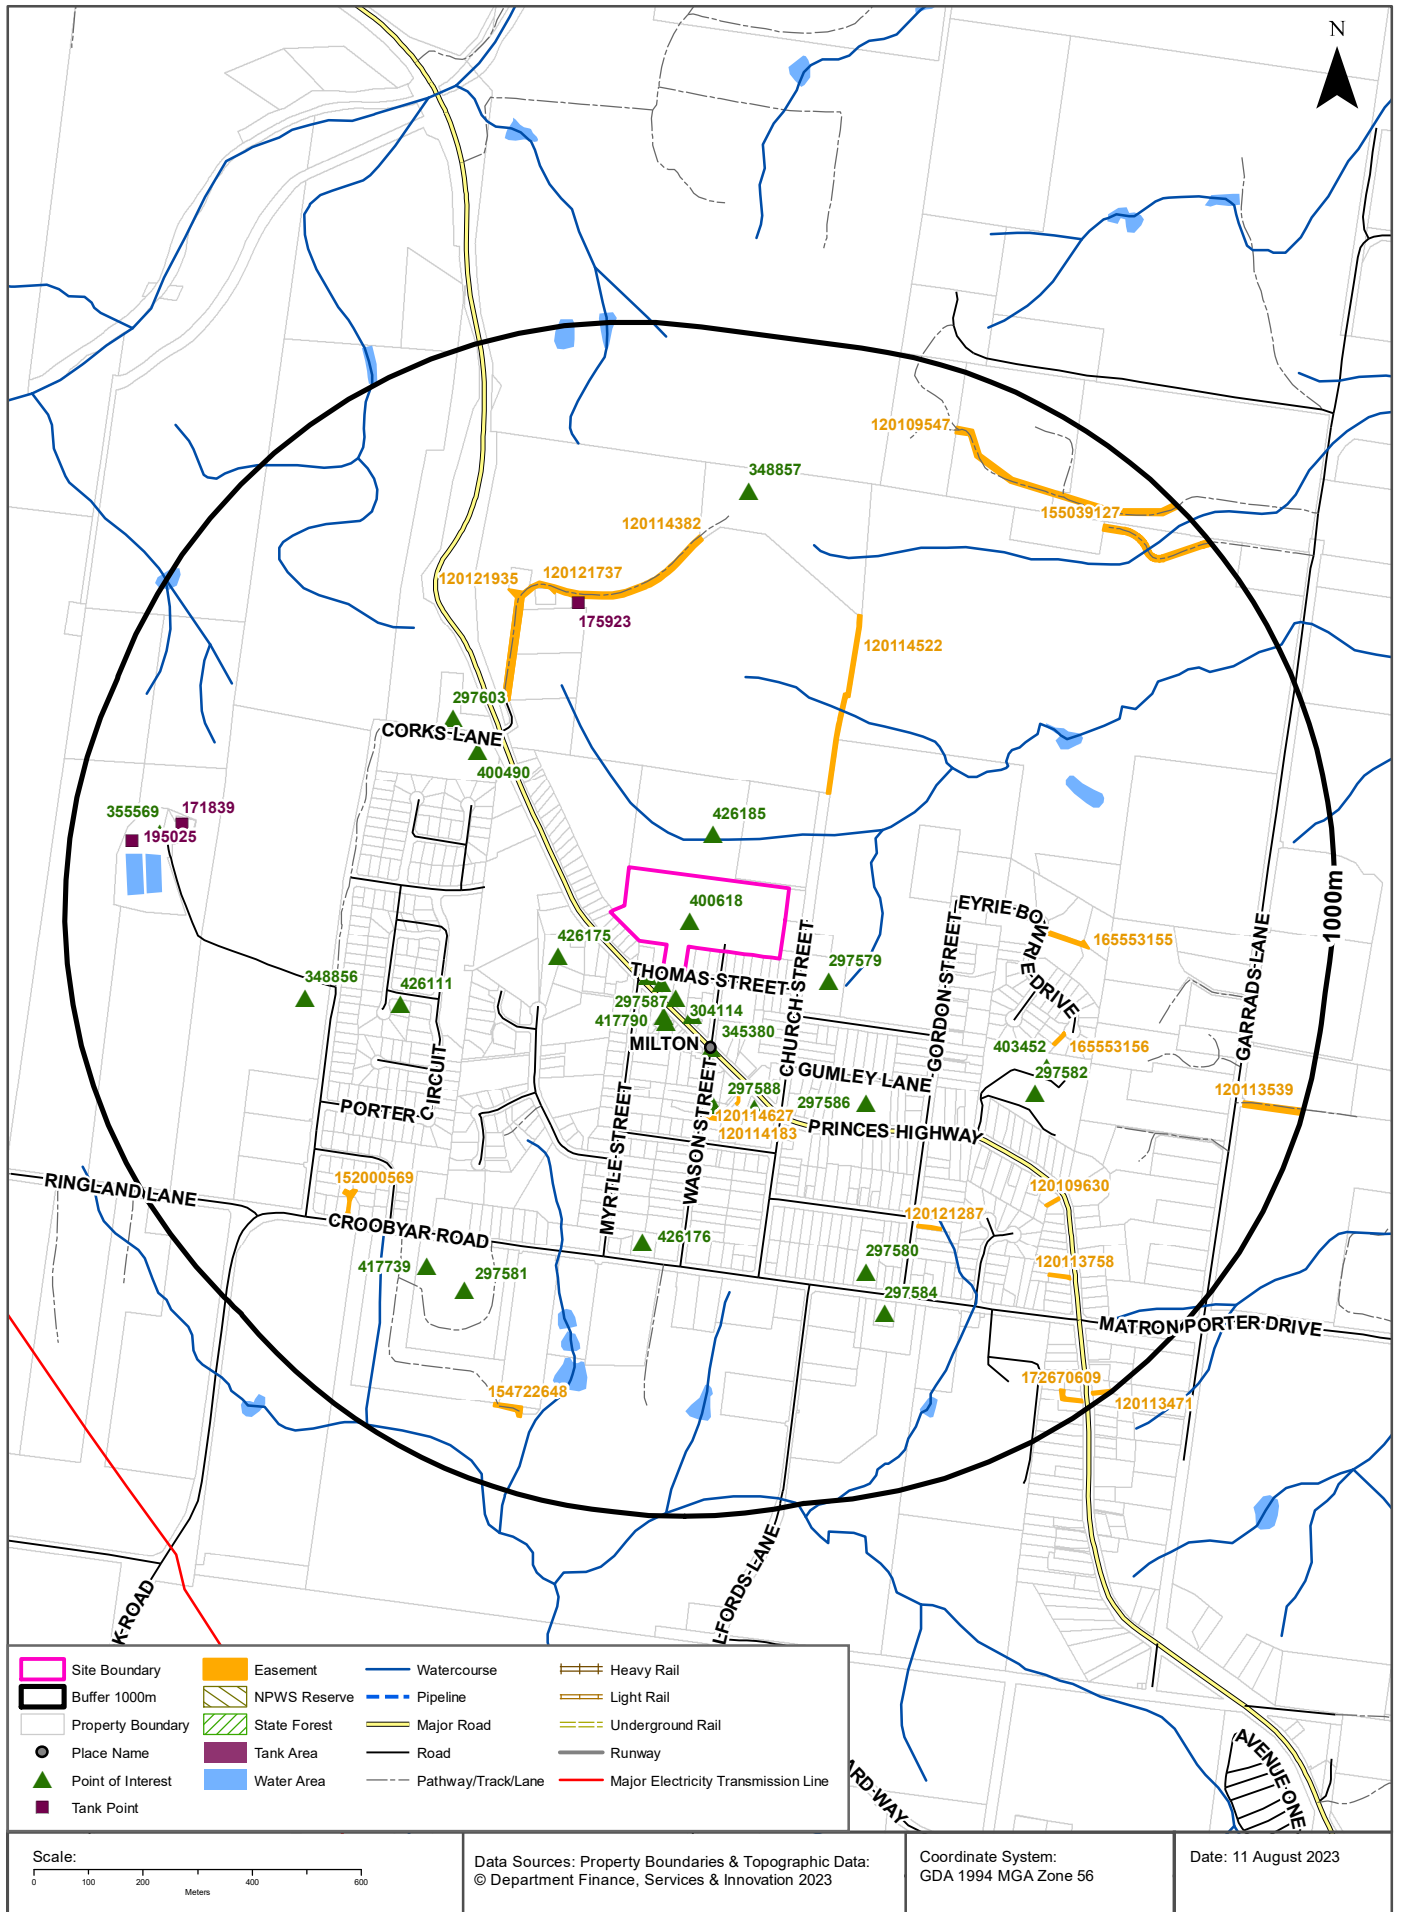 N
120109547
348857
155039127
120114382
120121935
120121737
175923
120114522
297603
CORKS LANE
400490
355569
171839
195025
426185
1000m
400618
EYRIE BOWRIE DRIVE
165553155
426175
297579
THOMAS STREET
CHURCH STREET
GORDON STREET
GARRADS LANE
348856
426111
297587
304114
417790
345380
MILTON
403452
165553156
297582
GUMLEY LANE
120113539
297588
297586
120114627
120114183
PRINCES HIGHWAY
PORTER CIRCUIT
MYRTLE STREET
WASON STREET
RINGLAND LANE
152000569
120109630
CROOBYAR ROAD
120121287
426176
297580
417739
297581
120113758
297584
MATRON PORTER DRIVE
154722648
172670609
120113471
K ROAD
LFORDS LANE
ARD WAY
AVENUE ONE
Site Boundary
Buffer 1000m
Property Boundary
Place Name
Point of Interest
Tank Point
Easement
NPWS Reserve
State Forest
Tank Area
Water Area
Watercourse
Pipeline
Major Road
Road
Pathway/Track/Lane
Heavy Rail
Light Rail
Underground Rail
Runway
Major Electricity Transmission Line
Scale:
0 100 200 400 600
Meters
Data Sources: Property Boundaries & Topographic Data:
© Department Finance, Services & Innovation 2023
Coordinate System:
GDA 1994 MGA Zone 56
Date: 11 August 2023